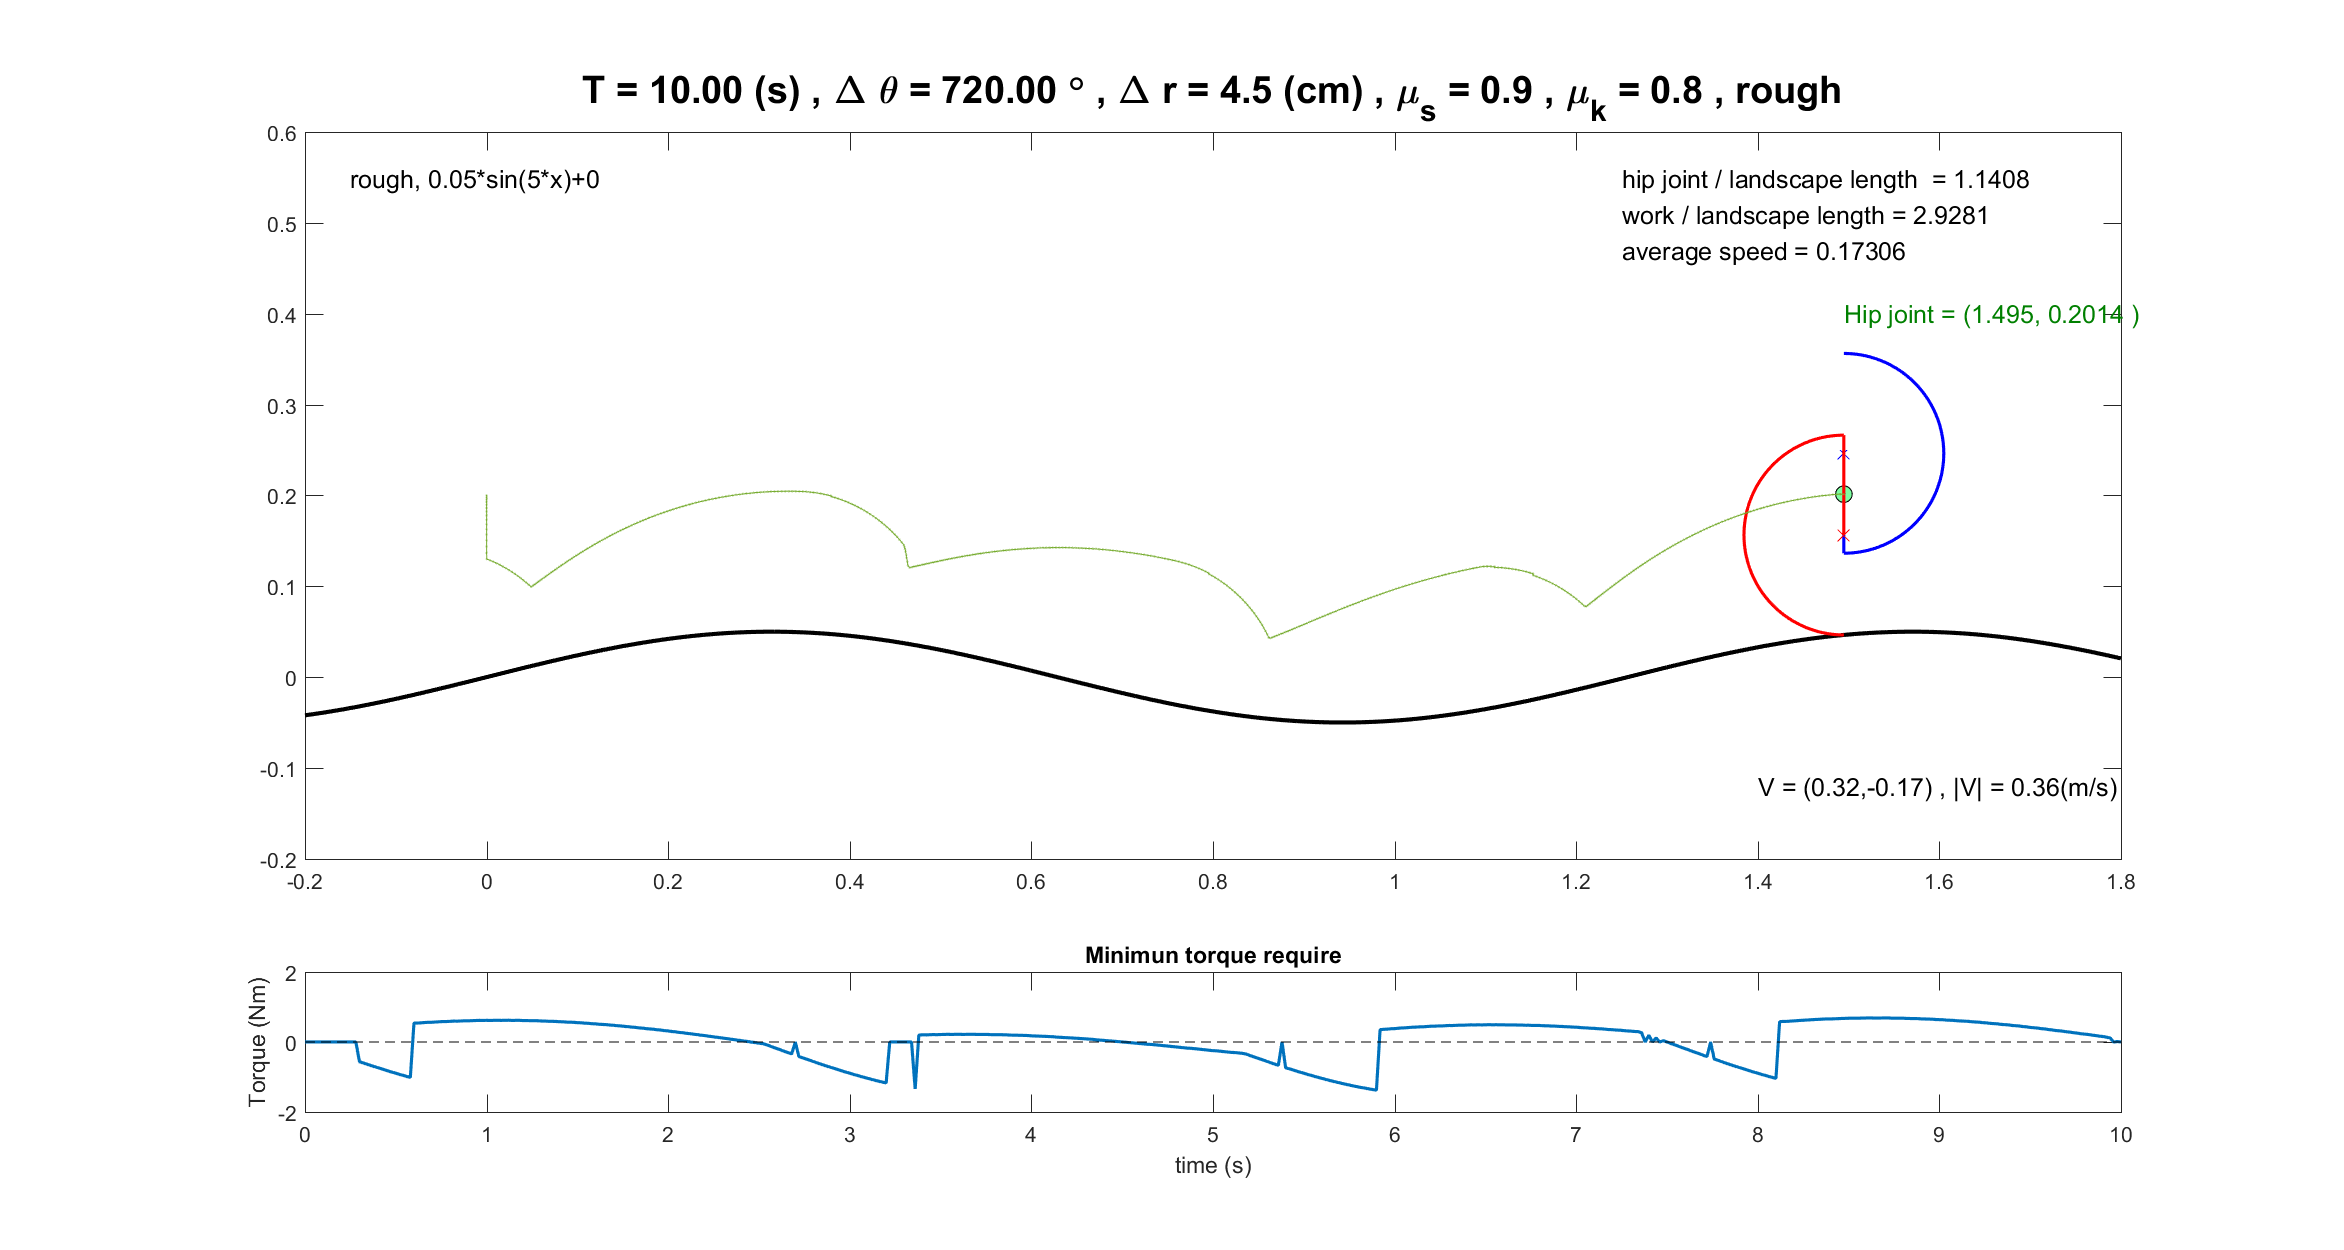 T = 10.00 (s) , Δ θ = 720.00 ° , Δ r = 4.5 (cm) , μs = 0.9 , μk = 0.8 , rough
0.6
0.5
0.4
0.3
0.2
0.1
0
-0.1
-0.2
rough, 0.05*sin(5*x)+0
hip joint / landscape length = 1.1408
work / landscape length = 2.9281
average speed = 0.17306
Hip joint = (1.495, 0.2014 )
V = (0.32,-0.17) , |V| = 0.36(m/s)
-0.2 0 0.2 0.4 0.6 0.8 1 1.2 1.4 1.6 1.8
Minimun torque require
Torque (Nm)
2
0
-2
0 1 2 3 4 5 6 7 8 9 10
time (s)